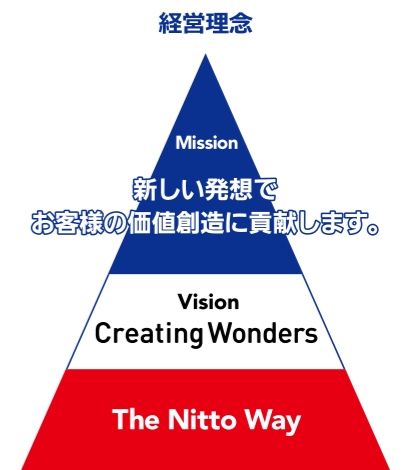 経営理念
Mission
新しい発想で
お客様の価値創造に貢献します。
Vision
Creating Wonders
The Nitto Way